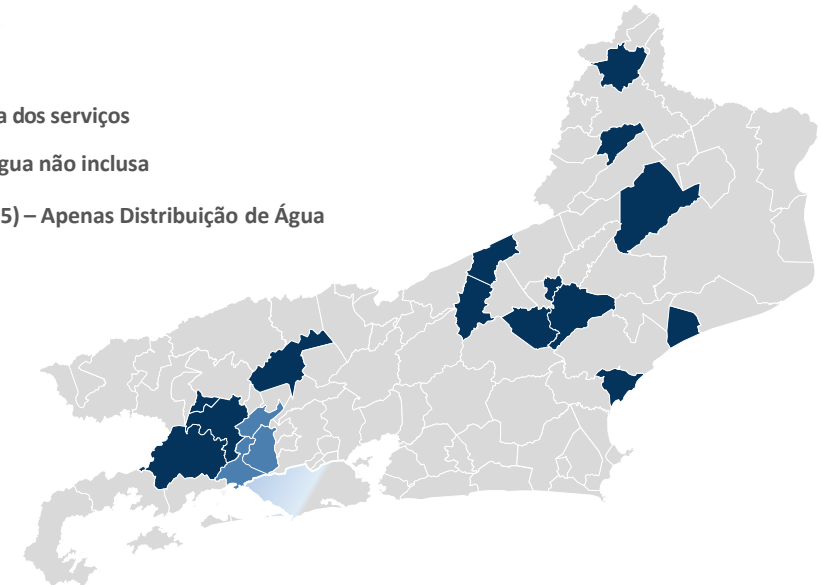 a dos serviços
gua não inclusa
5) – Apenas Distribuição de Água